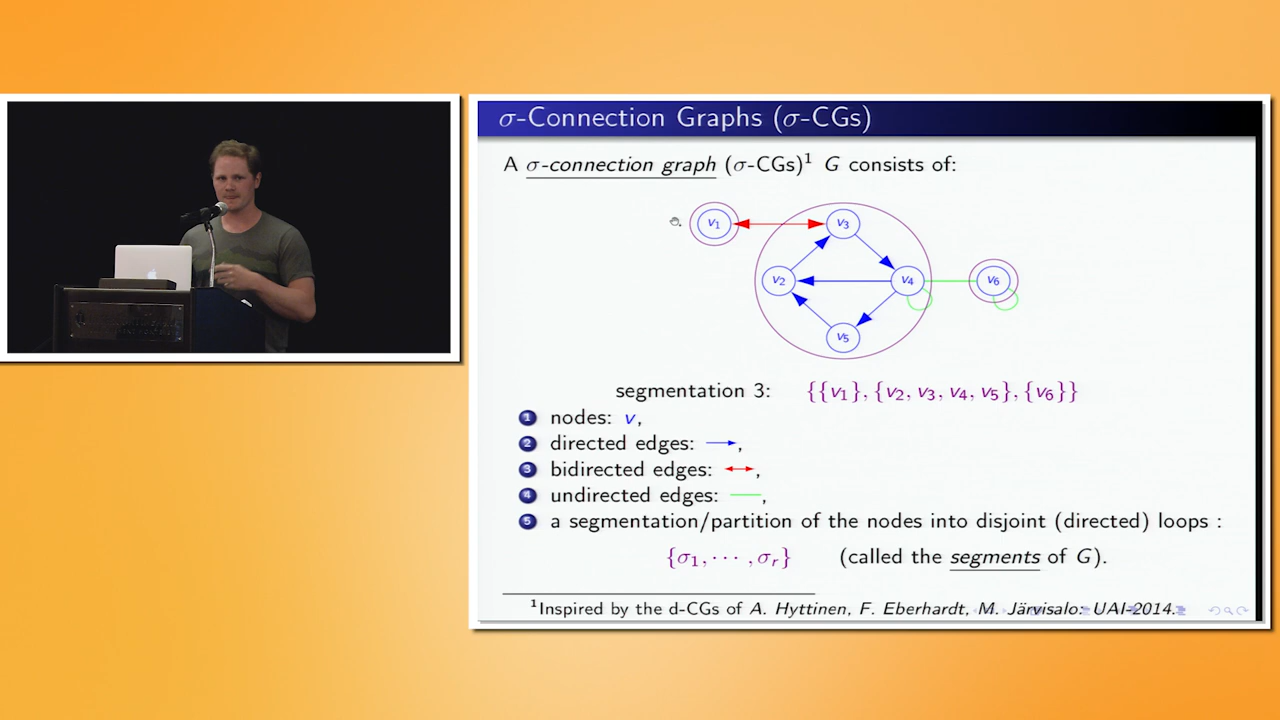 σ-Connection Graphs (σ-CGs)
A σ-connection graph (σ-CGs)¹ G consists of:
v₁
v₃
v₂
v₄
v₆
v₅
segmentation 3: {{v₁}, {v₂, v₃, v₄, v₅}, {v₆}}
1 nodes: v,
2 directed edges: →,
3 bidirected edges: ↔,
4 undirected edges: —,
5 a segmentation/partition of the nodes into disjoint (directed) loops :
{σ₁, ⋯ , σᵣ} (called the segments of G).
¹Inspired by the d-CGs of A. Hyttinen, F. Eberhardt, M. Järvisalo: UAI-2014.